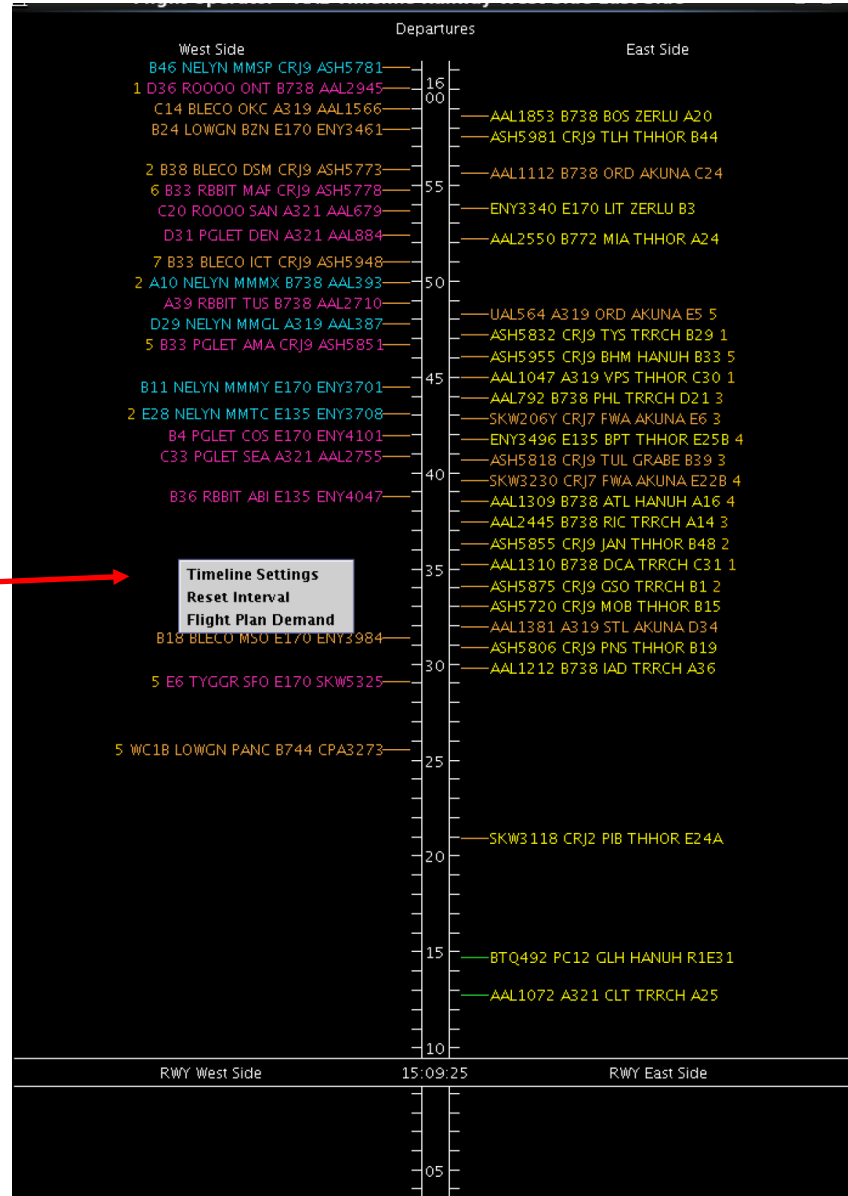 Departures
West Side
East Side
B46 NELYN MMSP CRJ9 ASH5781
1 D36 ROOOO ONT B738 AAL2945
16
00
C14 BLECO OKC A319 AAL1566
AAL1853 B738 BOS ZERLU A20
B24 LOWGN BZN E170 ENY3461
ASH5981 CRJ9 TLH THHOR B44
2 B38 BLECO DSM CRJ9 ASH5773
AAL1112 B738 ORD AKUNA C24
6 B33 RBBIT MAF CRJ9 ASH5778
55
C20 ROOOO SAN A321 AAL679
ENY3340 E170 LIT ZERLU B3
D31 PGLET DEN A321 AAL884
AAL2550 B772 MIA THHOR A24
7 B33 BLECO ICT CRJ9 ASH5948
2 A10 NELYN MMMX B738 AAL393
50
A39 RBBIT TUS B738 AAL2710
UAL564 A319 ORD AKUNA E5 5
D29 NELYN MMGL A319 AAL387
ASH5832 CRJ9 TYS TRRCH B29 1
5 B33 PGLET AMA CRJ9 ASH5851
ASH5955 CRJ9 BHM HANUH B33 5
45
AAL1047 A319 VPS THHOR C30 1
B11 NELYN MMMY E170 ENY3701
AAL792 B738 PHL TRRCH D21 3
2 E28 NELYN MMTC E135 ENY3708
SKW206Y CRJ7 FWA AKUNA E6 3
B4 PGLET COS E170 ENY4101
ENY3496 E135 BPT THHOR E25B 4
C33 PGLET SEA A321 AAL2755
ASH5818 CRJ9 TUL GRABE B39 3
40
SKW3230 CRJ7 FWA AKUNA E22B 4
B36 RBBIT ABI E135 ENY4047
AAL1309 B738 ATL HANUH A16 4
AAL2445 B738 RIC TRRCH A14 3
ASH5855 CRJ9 JAN THHOR B48 2
AAL1310 B738 DCA TRRCH C31 1
35
Timeline Settings
ASH5875 CRJ9 GSO TRRCH B1 2
Reset Interval
ASH5720 CRJ9 MOB THHOR B15
Flight Plan Demand
AAL1381 A319 STL AKUNA D34
B18 BLECO MSO E170 ENY3984
ASH5806 CRJ9 PNS THHOR B19
30
AAL1212 B738 IAD TRRCH A36
5 E6 TYGGR SFO E170 SKW5325
5 WC1B LOWGN PANC B744 CPA3273
25
SKW3118 CRJ2 PIB THHOR E24A
20
15
BTQ492 PC12 GLH HANUH R1E31
AAL1072 A321 CLT TRRCH A25
10
RWY West Side
15:09:25
RWY East Side
05